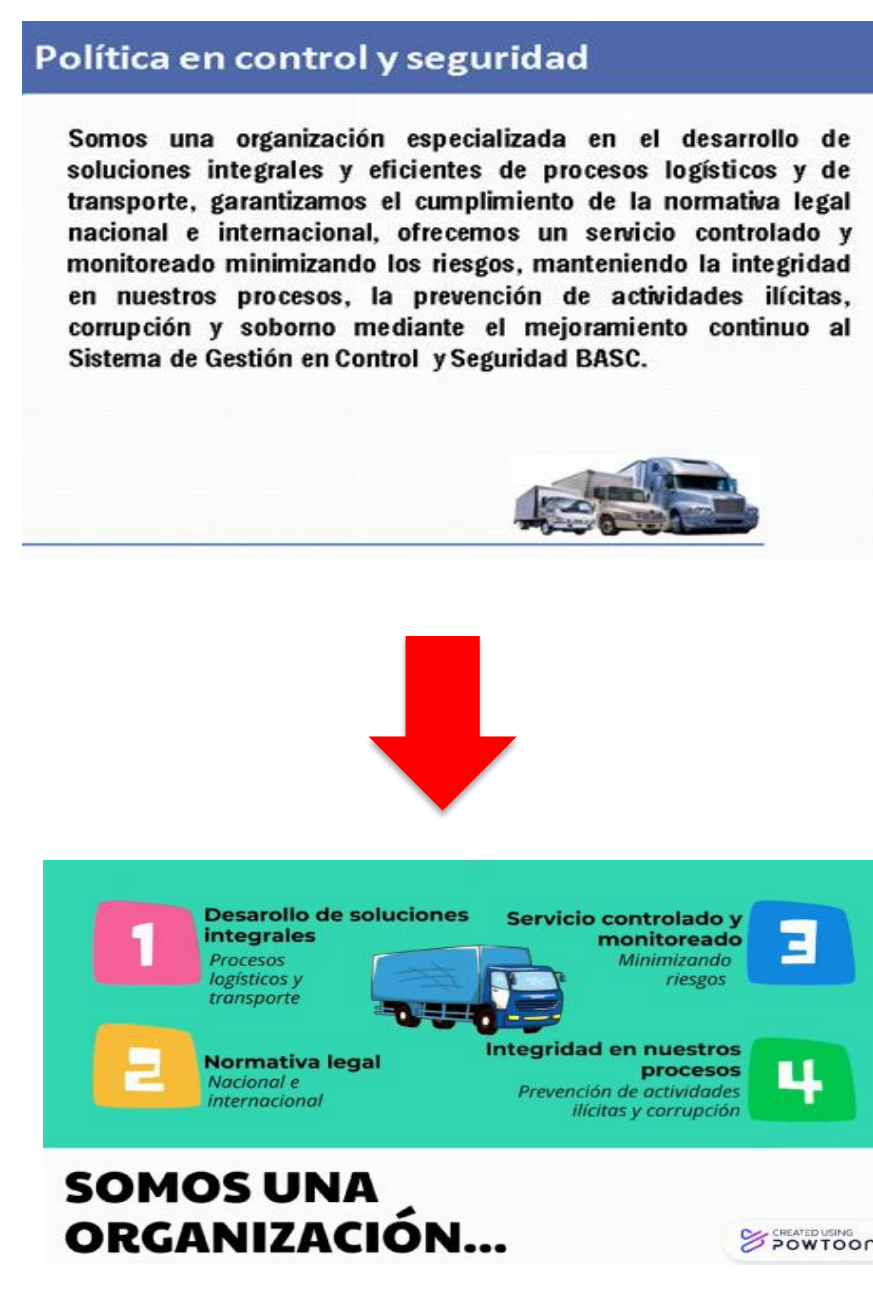 Política en control y seguridad
Somos una organización especializada en el desarrollo de
soluciones integrales y eficientes de procesos logísticos y de
transporte, garantizamos el cumplimiento de la normativa legal
nacional e internacional, ofrecemos un servicio controlado y
monitoreado minimizando los riesgos, manteniendo la integridad
en nuestros procesos, la prevención de actividades ilícitas,
corrupción y soborno mediante el mejoramiento continuo al
Sistema de Gestión en Control y Seguridad BASC.
1
Desarollo de soluciones
integrales
Procesos
logísticos y
transporte
2
Normativa legal
Nacional e
internacional
Servicio controlado y
monitoreado
Minimizando
riesgos
3
Integridad en nuestros
procesos
Prevención de actividades
ilícitas y corrupción
4
SOMOS UNA
ORGANIZACIÓN...
CREATED USING
POWTOON